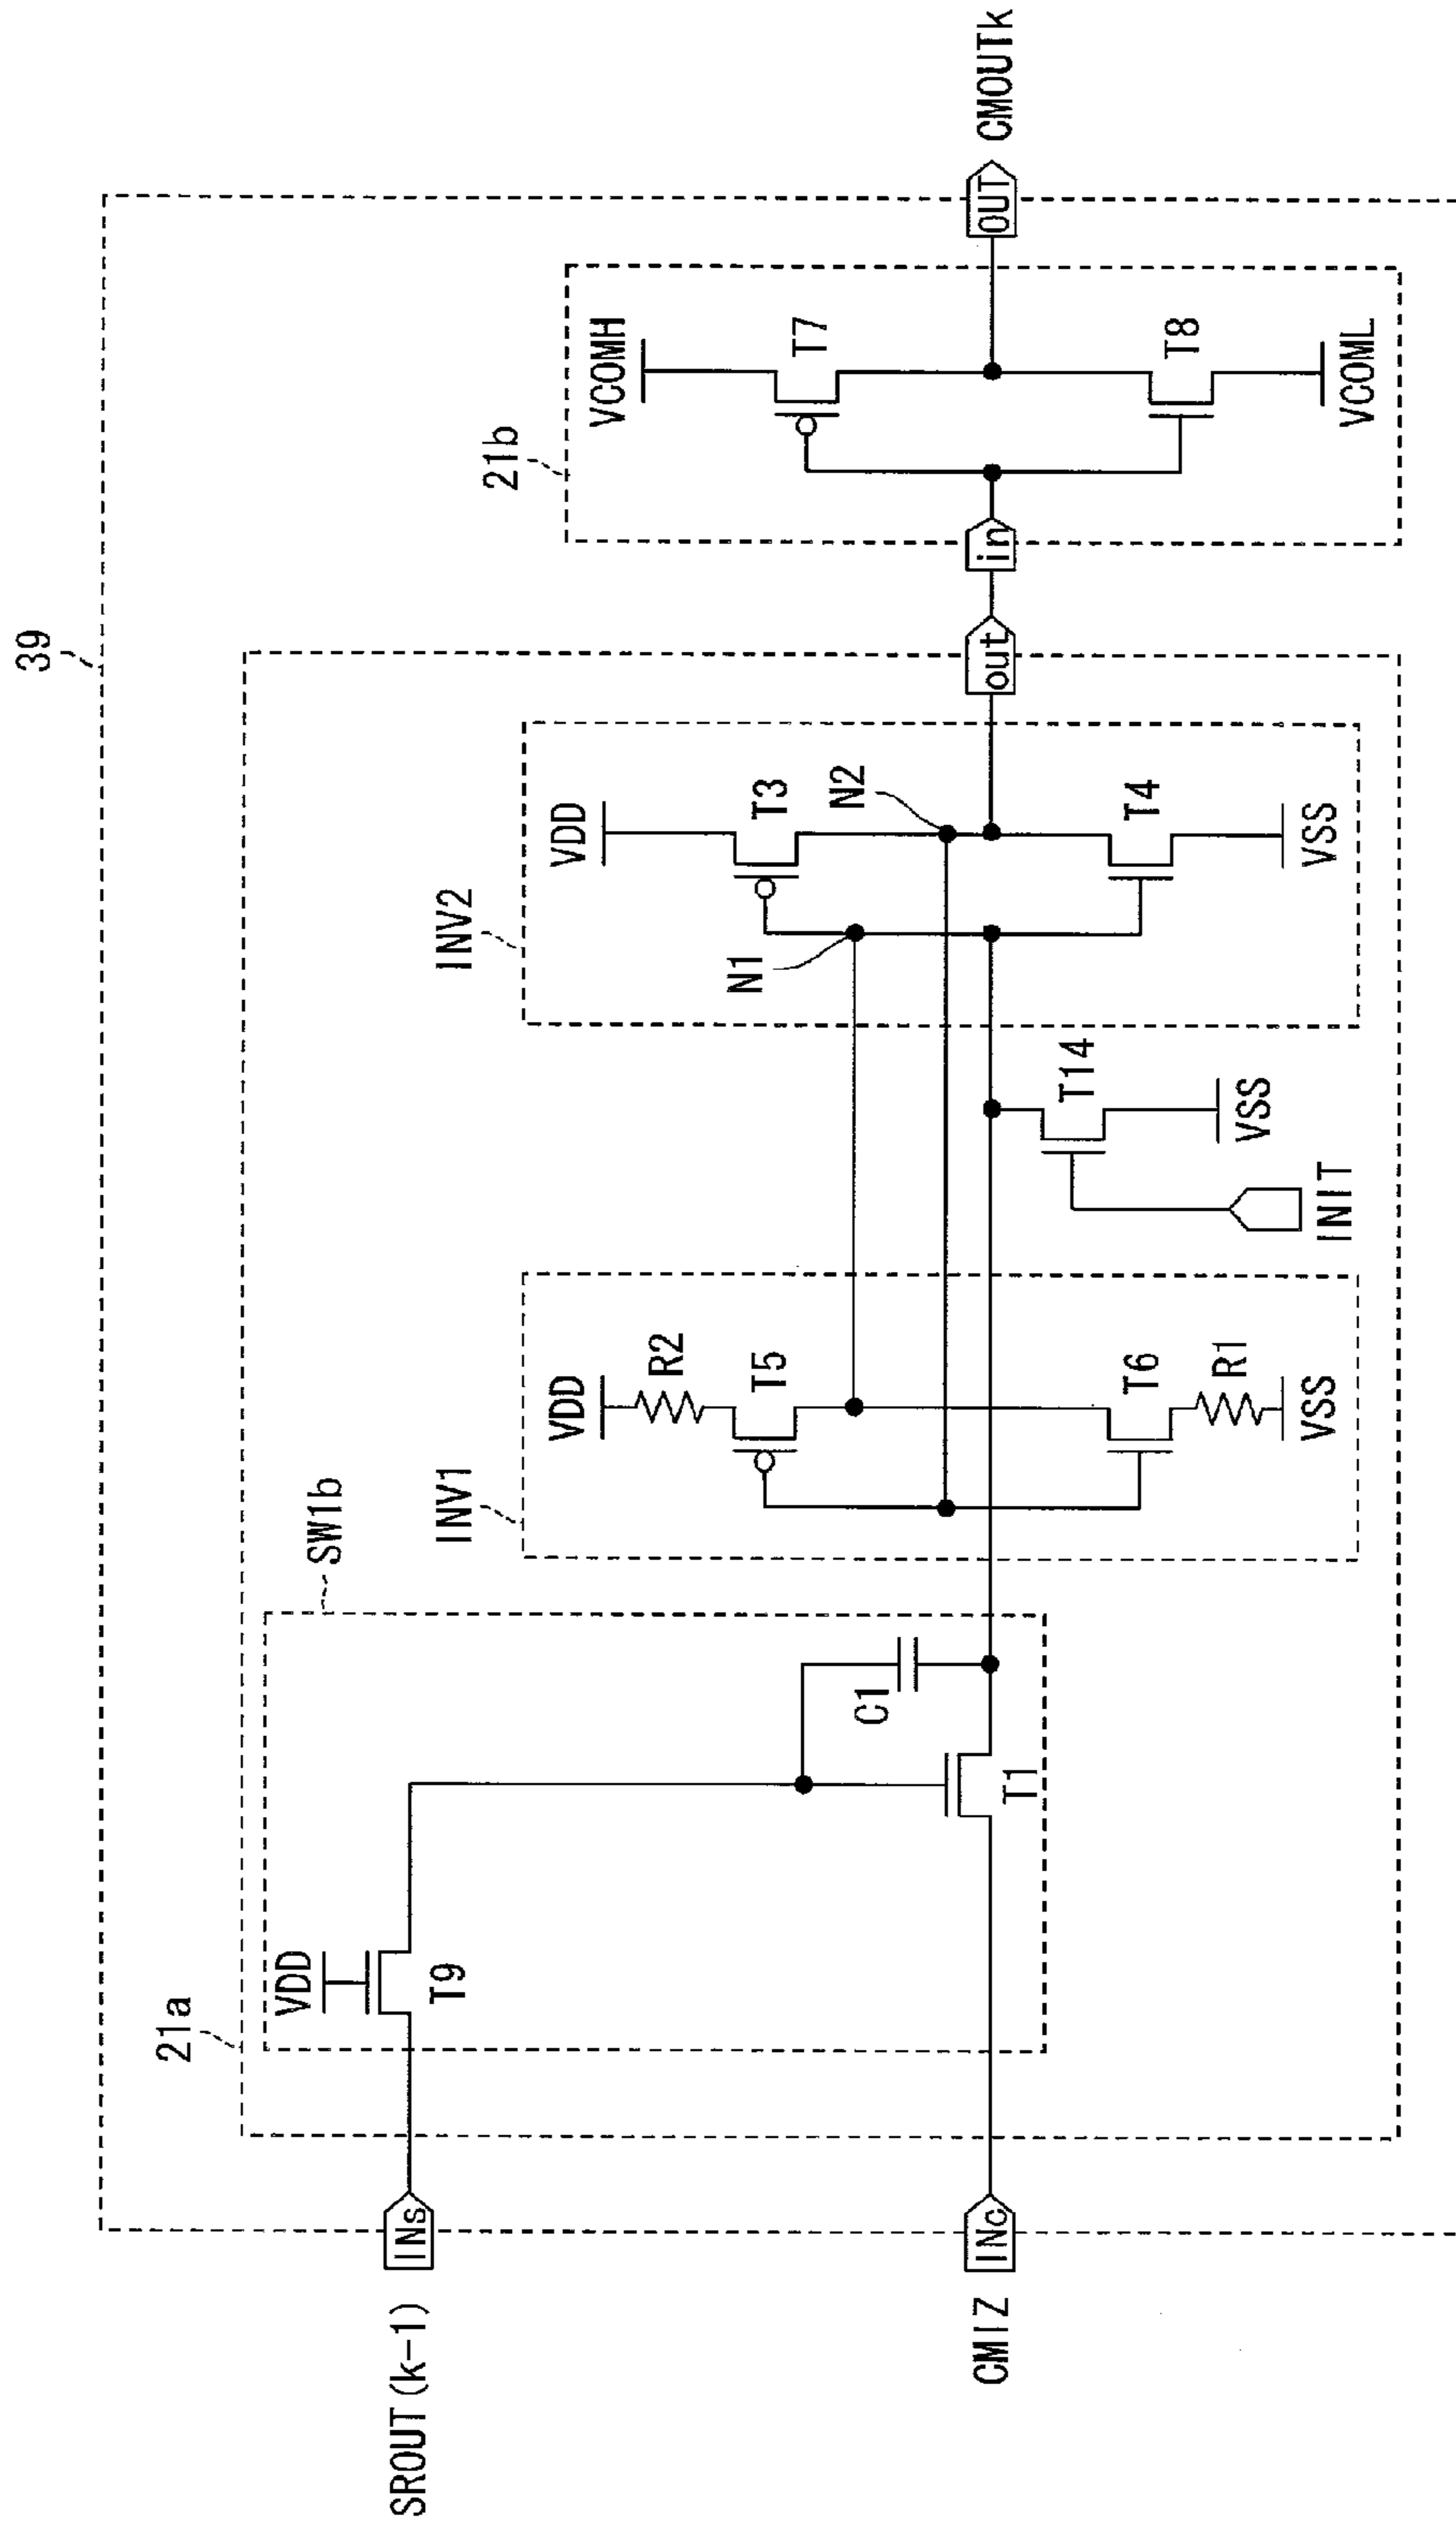 39
21a
SW1b
INV1
INV2
21b
VDD
T9
C1
T1
VDD
R2
T5
T6
R1
VSS
N1
N2
VDD
T3
T4
VSS
T14
VSS
INIT
VCOMH
T7
T8
VCOML
SROUT(k-1)
INs
CMIZ
INc
out
in
OUT
CMOUTk